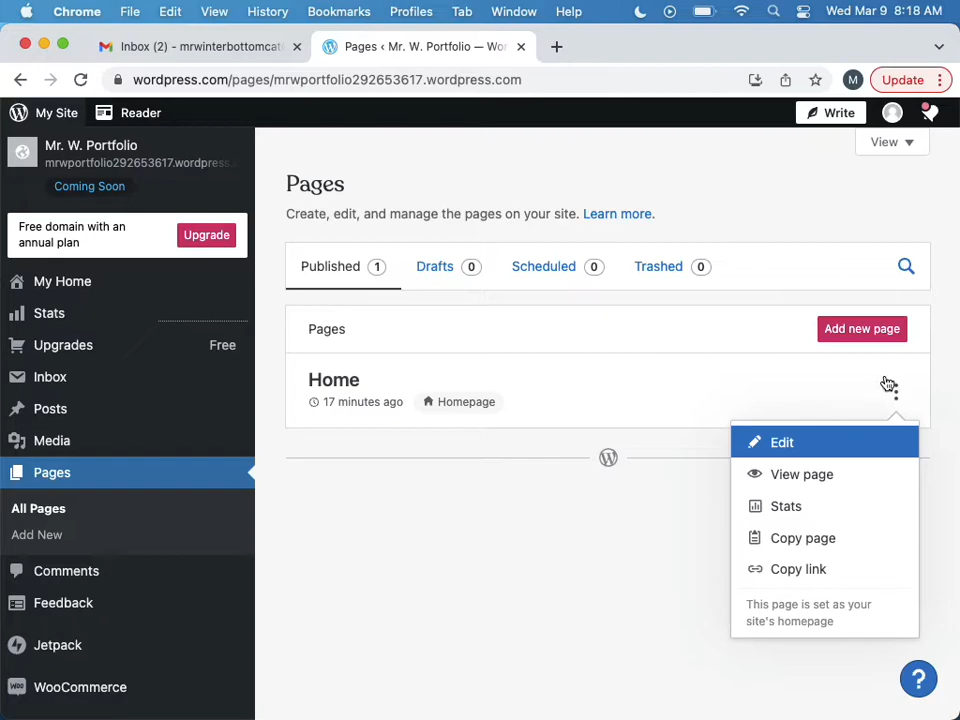 Chrome File Edit View History Bookmarks Profiles Tab Window Help Wed Mar 9 8:18 AM
Inbox (2) - mrwinterbottomcat
Pages ‹ Mr. W. Portfolio — Wor
wordpress.com/pages/mrwportfolio292653617.wordpress.com
M
Update
My Site
Reader
Write
Mr. W. Portfolio
mrwportfolio292653617.wordpress.
Coming Soon
Free domain with an
annual plan
Upgrade
My Home
Stats
Upgrades Free
Inbox
Posts
Media
Pages
All Pages
Add New
Comments
Feedback
Jetpack
WooCommerce
View
Pages
Create, edit, and manage the pages on your site. Learn more.
Published 1 Drafts 0 Scheduled 0 Trashed 0
Pages
Add new page
Home
17 minutes ago Homepage
Edit
View page
Stats
Copy page
Copy link
This page is set as your
site's homepage
?